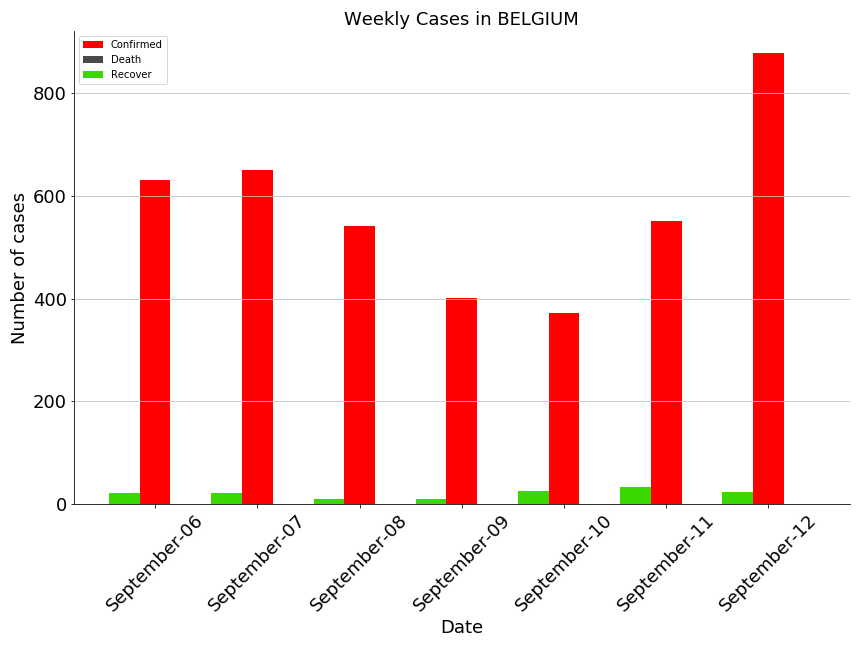 Weekly Cases in BELGIUM
Confirmed
Death
Recover
Number of cases
800
600
400
200
0
September-06
September-07
September-08
September-09
September-10
September-11
September-12
Date